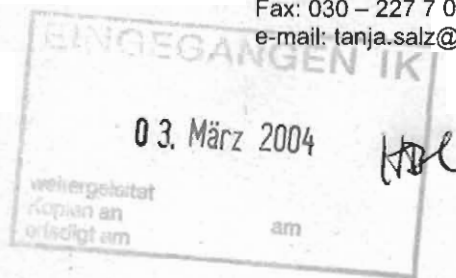 Fax: 030 – 227 7 0
e-mail: tanja.salz@
EINGEGANGEN IK
03. März 2004
weitergeleitet
Kopien an am
erledigt am